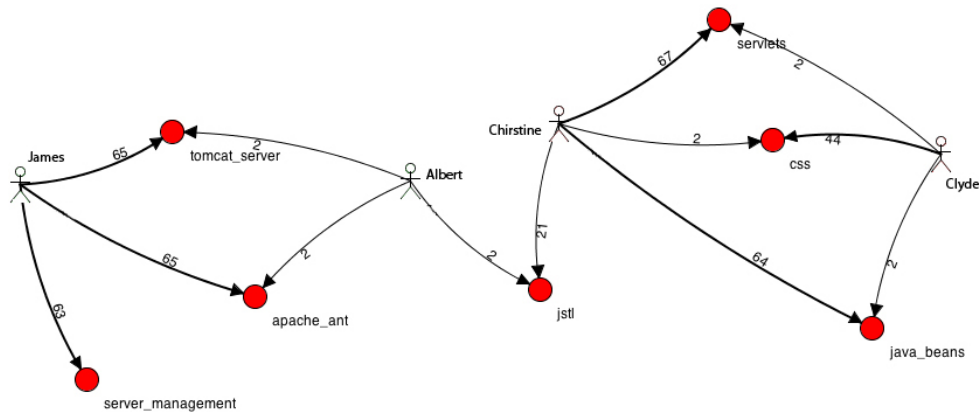 servlets
67
2
Chirstine
2
44
css
Clyde
James
65
2
tomcat_server
Albert
21
64
2
65
2
2
jstl
63
apache_ant
java_beans
server_management